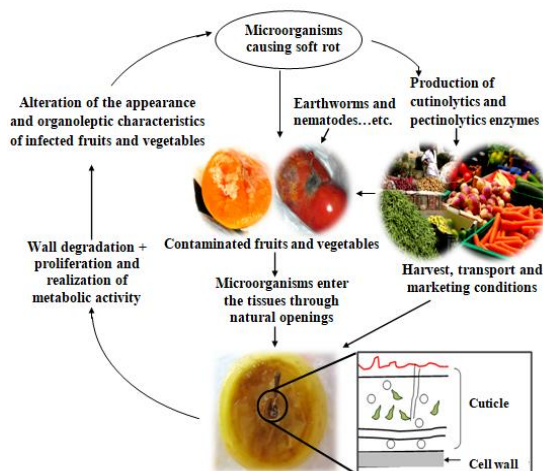 Microorganisms
causing soft rot
Alteration of the appearance
and organoleptic characteristics
of infected fruits and vegetables
Earthworms and
nematodes…etc.
Production of
cutinolytics and
pectinolytics enzymes
Contaminated fruits and vegetables
Harvest, transport and
marketing conditions
Wall degradation +
proliferation and
realization of
metabolic activity
Microorganisms enter
the tissues through
natural openings
Cuticle
Cell wall